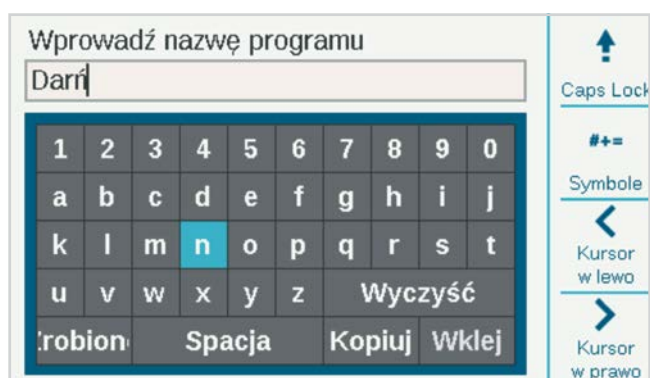 Wprowadź nazwę programu
Darń
Caps Lock
1 2 3 4 5 6 7 8 9 0
#+=
Symbole
a b c d e f g h i j
k l m n o p q r s t
Kursor
w lewo
u v w x y z Wyczyść
Spacja Kopiuj Wklej
Kursor
w prawo